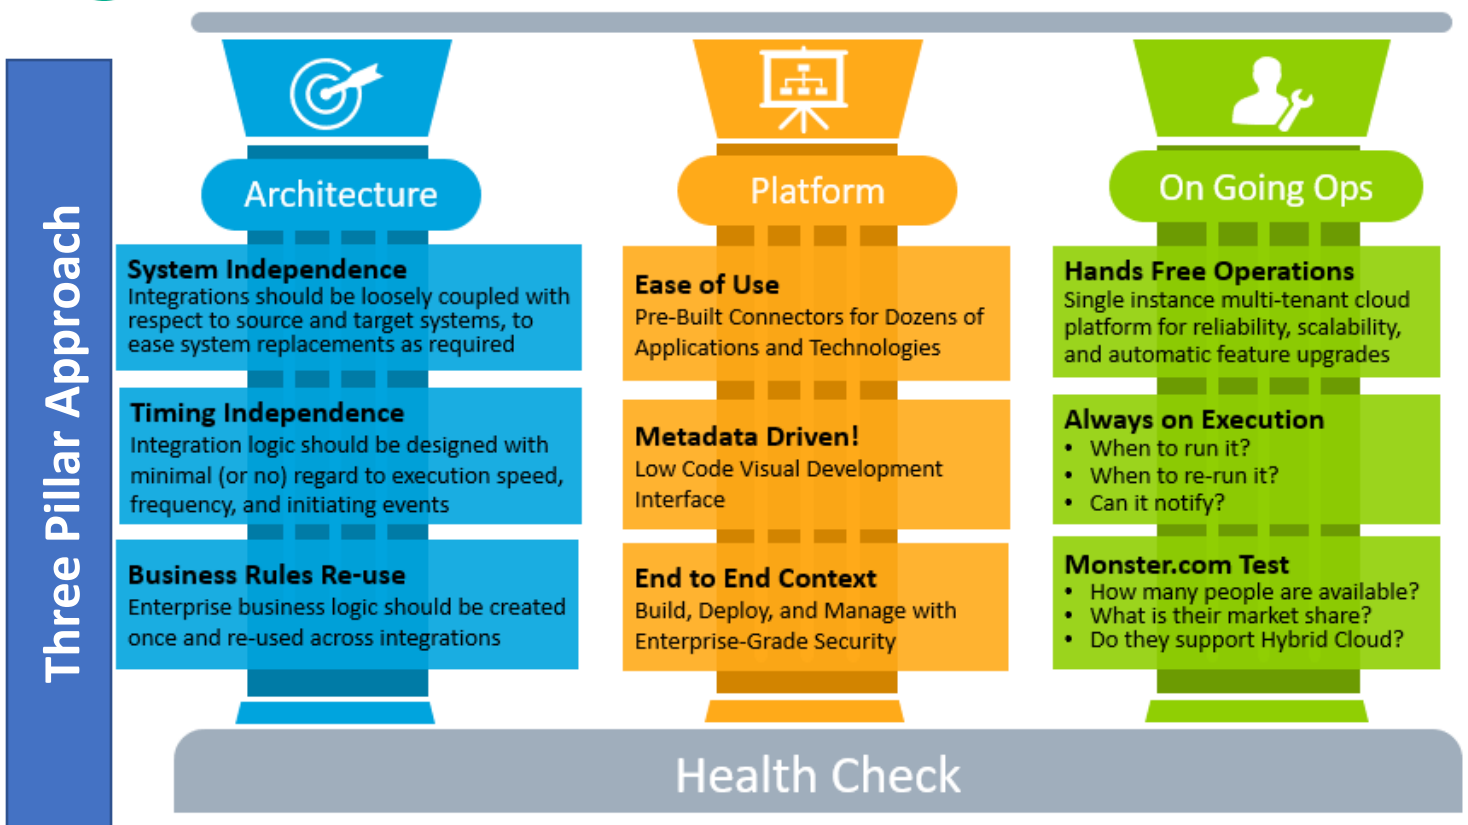 Three Pillar Approach
Architecture
System Independence
Integrations should be loosely coupled with
respect to source and target systems, to
ease system replacements as required
Timing Independence
Integration logic should be designed with
minimal (or no) regard to execution speed,
frequency, and initiating events
Business Rules Re-use
Enterprise business logic should be created
once and re-used across integrations
Platform
Ease of Use
Pre-Built Connectors for Dozens of
Applications and Technologies
Metadata Driven!
Low Code Visual Development
Interface
End to End Context
Build, Deploy, and Manage with
Enterprise-Grade Security
On Going Ops
Hands Free Operations
Single instance multi-tenant cloud
platform for reliability, scalability,
and automatic feature upgrades
Always on Execution
• When to run it?
• When to re-run it?
• Can it notify?
Monster.com Test
• How many people are available?
• What is their market share?
• Do they support Hybrid Cloud?
Health Check